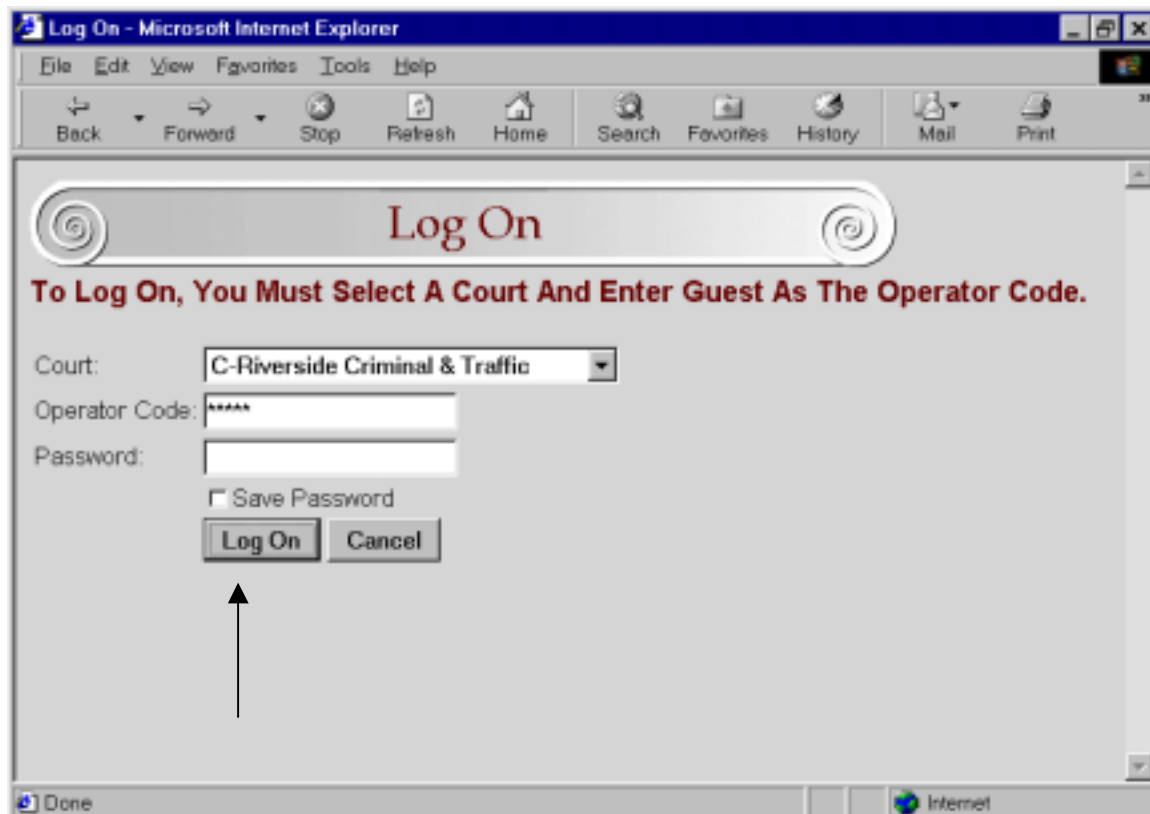 Log On - Microsoft Internet Explorer
File Edit View Favorites Tools Help
Back Forward Stop Refresh Home Search Favorites History Mail Print »
Log On
To Log On, You Must Select A Court And Enter Guest As The Operator Code.
Court: C-Riverside Criminal & Traffic
Operator Code: *****
Password:
Save Password
Log On Cancel
Done Internet